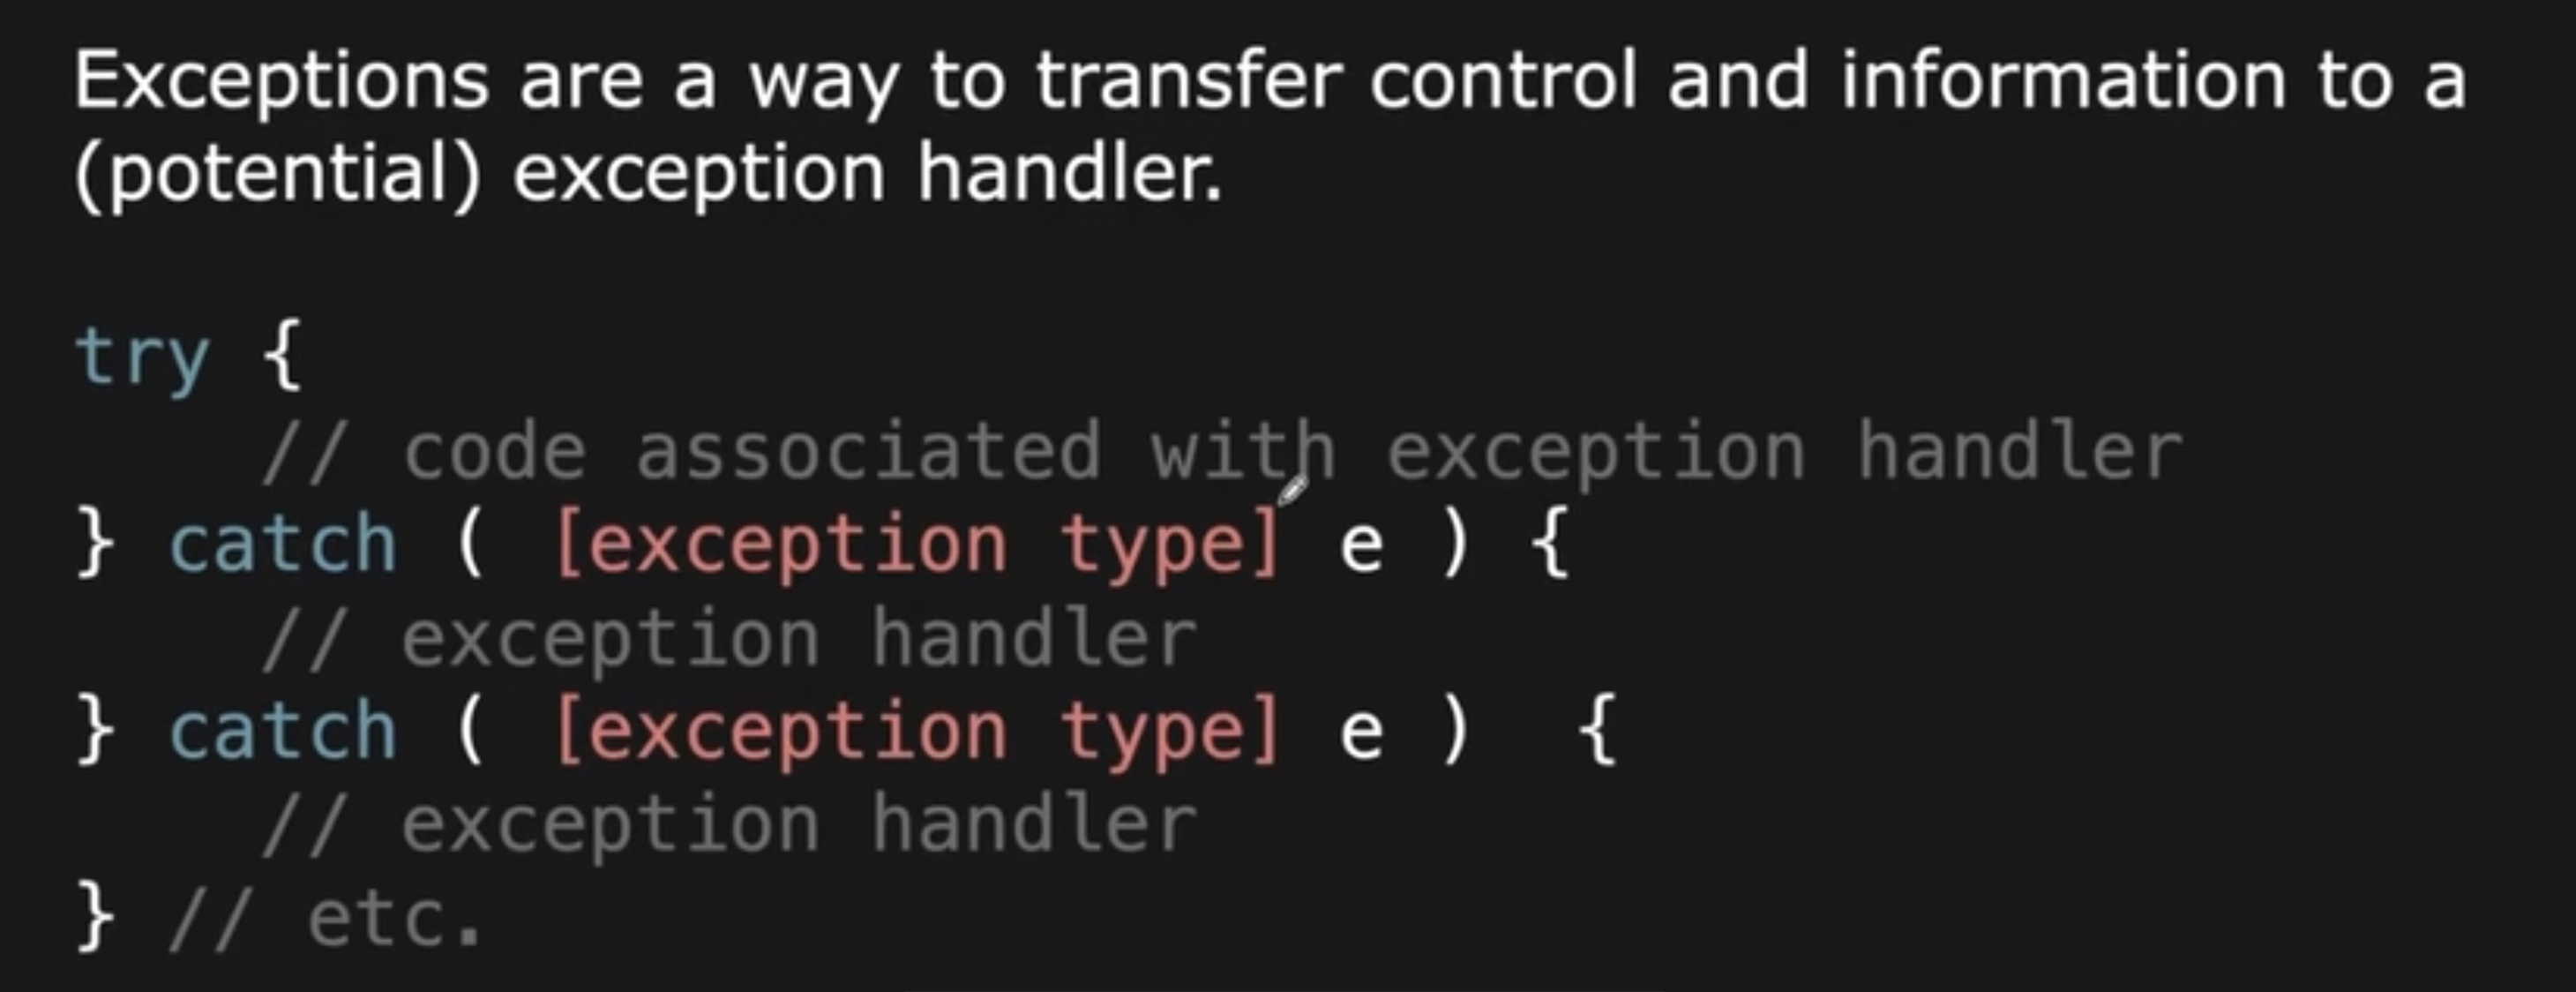 Exceptions are a way to transfer control and information to a
(potential) exception handler.
try {
    // code associated with exception handler
} catch ( [exception type] e ) {
    // exception handler
} catch ( [exception type] e )  {
    // exception handler
} // etc.